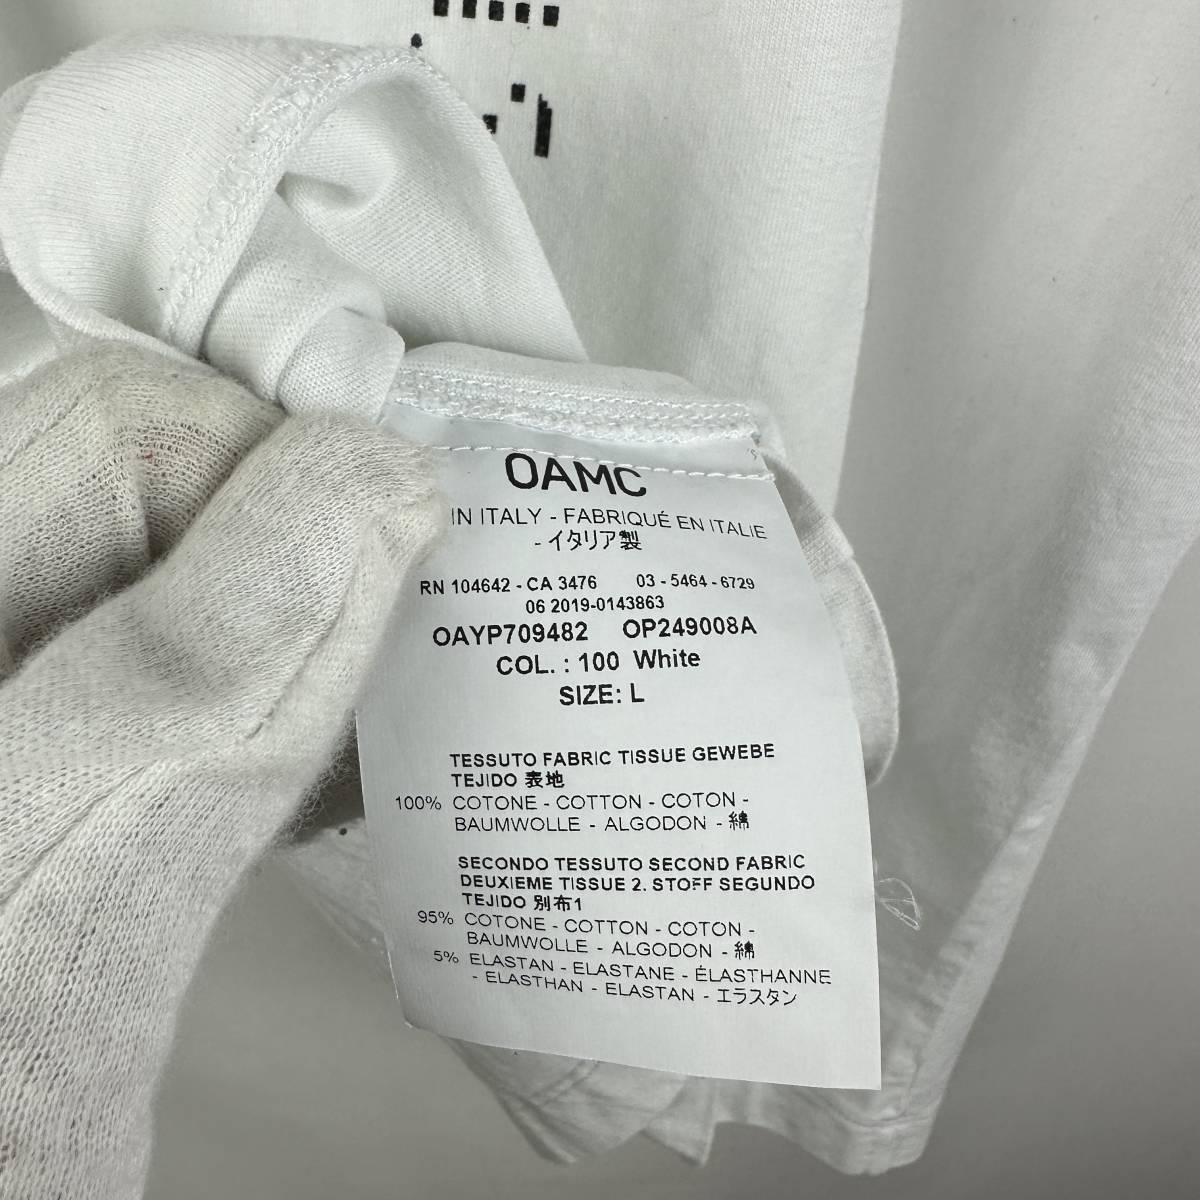 OAMC
IN ITALY - FABRIQUÉ EN ITALIE
- イタリア製
RN 104642 - CA 3476 03 - 5464 - 6729
06 2019-0143863
OAYP709482 OP249008A
COL. : 100 White
SIZE: L
TESSUTO FABRIC TISSUE GEWEBE
TEJIDO 表地
100% COTONE - COTTON - COTON -
BAUMWOLLE - ALGODON - 綿
SECONDO TESSUTO SECOND FABRIC
DEUXIEME TISSUE 2. STOFF SEGUNDO
TEJIDO 別布1
95% COTONE - COTTON - COTON -
BAUMWOLLE - ALGODON - 綿
5% ELASTAN - ELASTANE - ÉLASTHANNE
- ELASTHAN - ELASTAN - エラスタン